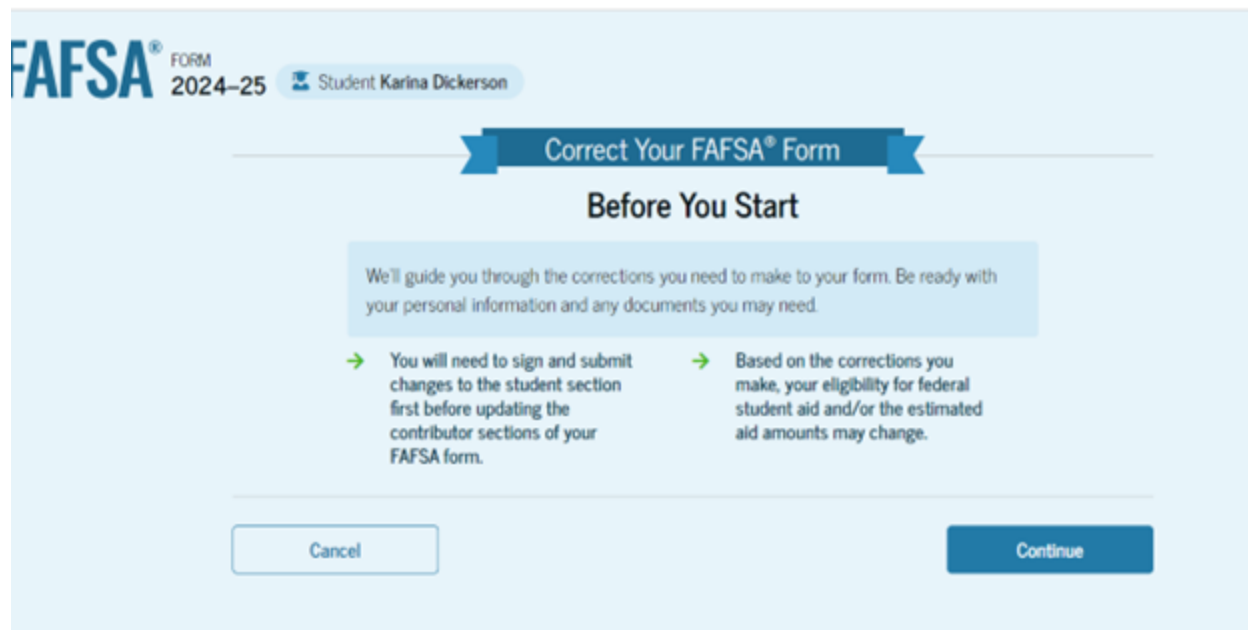 FAFSA® FORM
2024–25 Student Karina Dickerson
Correct Your FAFSA® Form
Before You Start
We'll guide you through the corrections you need to make to your form. Be ready with
your personal information and any documents you may need.
You will need to sign and submit
changes to the student section
first before updating the
contributor sections of your
FAFSA form.
Based on the corrections you
make, your eligibility for federal
student aid and/or the estimated
aid amounts may change.
Cancel
Continue